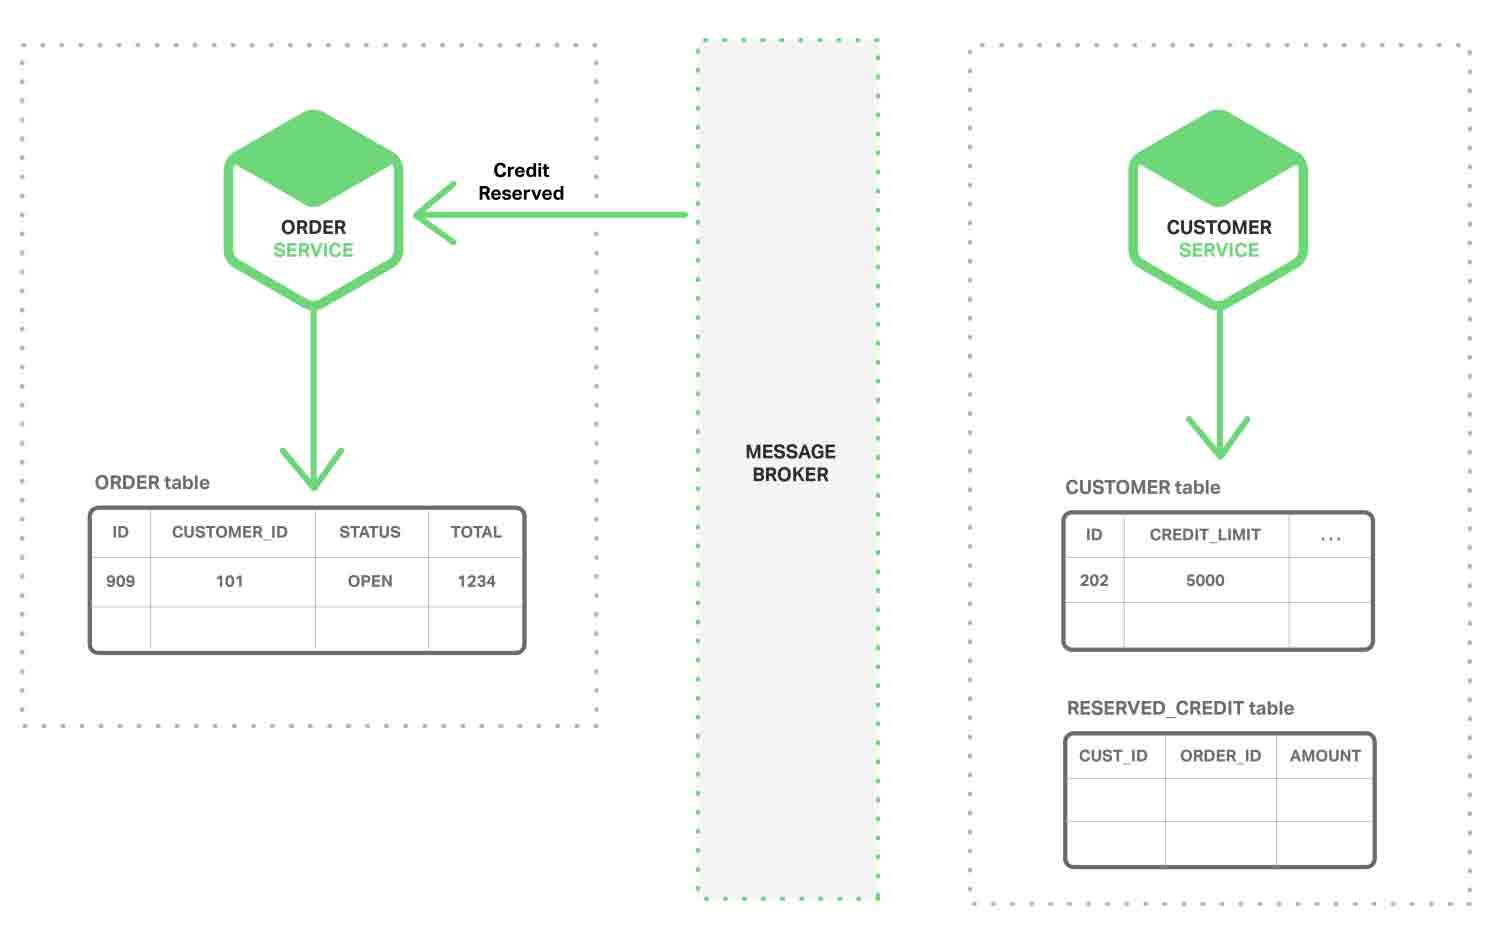 Credit
Reserved
ORDER
SERVICE
ORDER table
ID CUSTOMER_ID STATUS TOTAL
909 101 OPEN 1234
MESSAGE
BROKER
CUSTOMER
SERVICE
CUSTOMER table
ID CREDIT_LIMIT ...
202 5000
RESERVED_CREDIT table
CUST_ID ORDER_ID AMOUNT